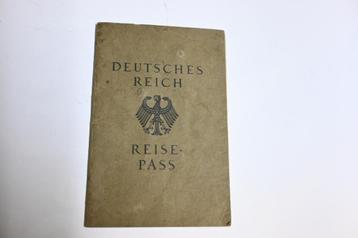 DEUTSCHES
REICH
REISE-
PASS